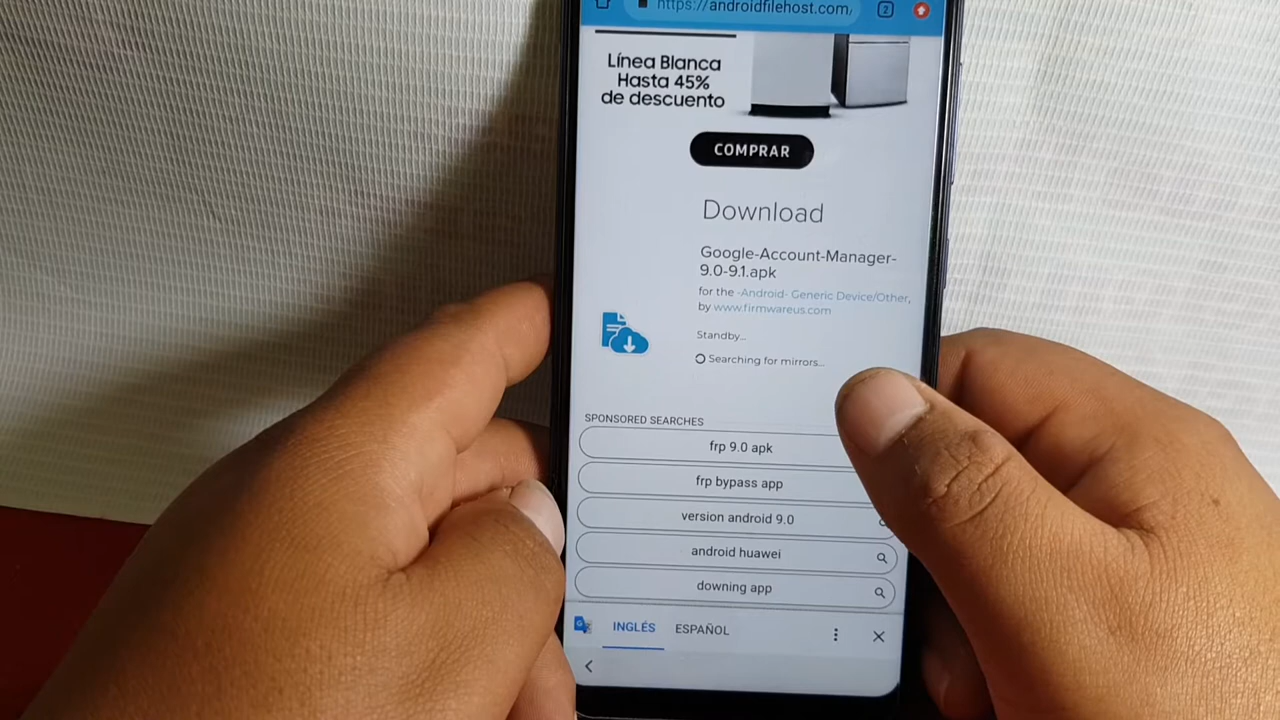 https://androidfilehost.com/
2
Línea Blanca
Hasta 45%
de descuento
COMPRAR
Download
Google-Account-Manager-
9.0-9.1.apk
for the -Android- Generic Device/Other,
by www.firmwareus.com
Standby...
Searching for mirrors...
SPONSORED SEARCHES
frp 9.0 apk
frp bypass app
version android 9.0
android huawei
downing app
INGLÉS ESPAÑOL